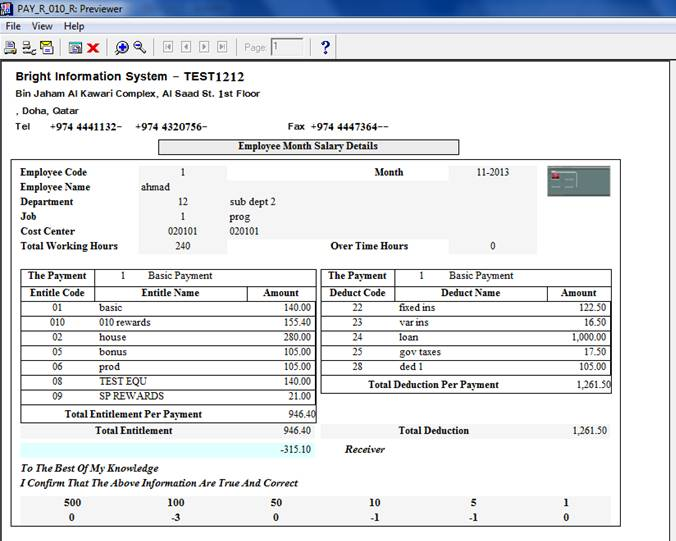 PAY_R_010_R: Previewer
File View Help
Page: 1
Bright Information System - TEST1212
Bin Jaham Al Kawari Complex, Al Saad St. 1st Floor
, Doha, Qatar
Tel +974 4441132- +974 4320756- Fax +974 4447364--
Employee Month Salary Details
Employee Code 1 Month 11-2013
Employee Name ahmad
Department 12 sub dept 2
Job 1 prog
Cost Center 020101 020101
Total Working Hours 240 Over Time Hours 0
The Payment 1 Basic Payment The Payment 1 Basic Payment
Entitle Code Entitle Name Amount Deduct Code Deduct Name Amount
01 basic 140.00 22 fixed ins 122.50
010 010 rewards 155.40 23 var ins 16.50
02 house 280.00 24 loan 1,000.00
05 bonus 105.00 25 gov taxes 17.50
06 prod 105.00 28 ded 1 105.00
08 TEST EQU 140.00 Total Deduction Per Payment 1,261.50
09 SP REWARDS 21.00
Total Entitlement Per Payment 946.40
Total Entitlement 946.40 Total Deduction 1,261.50
-315.10 Receiver
To The Best Of My Knowledge
I Confirm That The Above Information Are True And Correct
500 100 50 10 5 1
0 -3 0 -1 -1 0